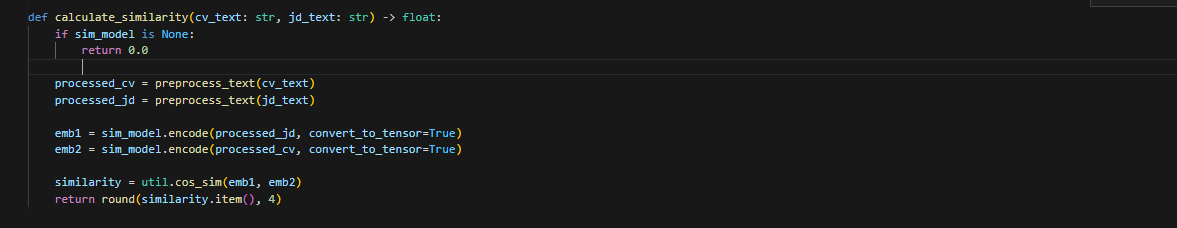 def calculate_similarity(cv_text: str, jd_text: str) -> float:
    if sim_model is None:
        return 0.0

    processed_cv = preprocess_text(cv_text)
    processed_jd = preprocess_text(jd_text)

    emb1 = sim_model.encode(processed_jd, convert_to_tensor=True)
    emb2 = sim_model.encode(processed_cv, convert_to_tensor=True)

    similarity = util.cos_sim(emb1, emb2)
    return round(similarity.item(), 4)